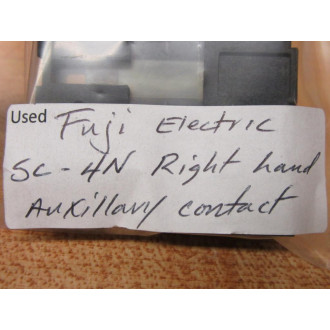 Used Fuji Electric
SC-4N Right hand
Auxillary contact